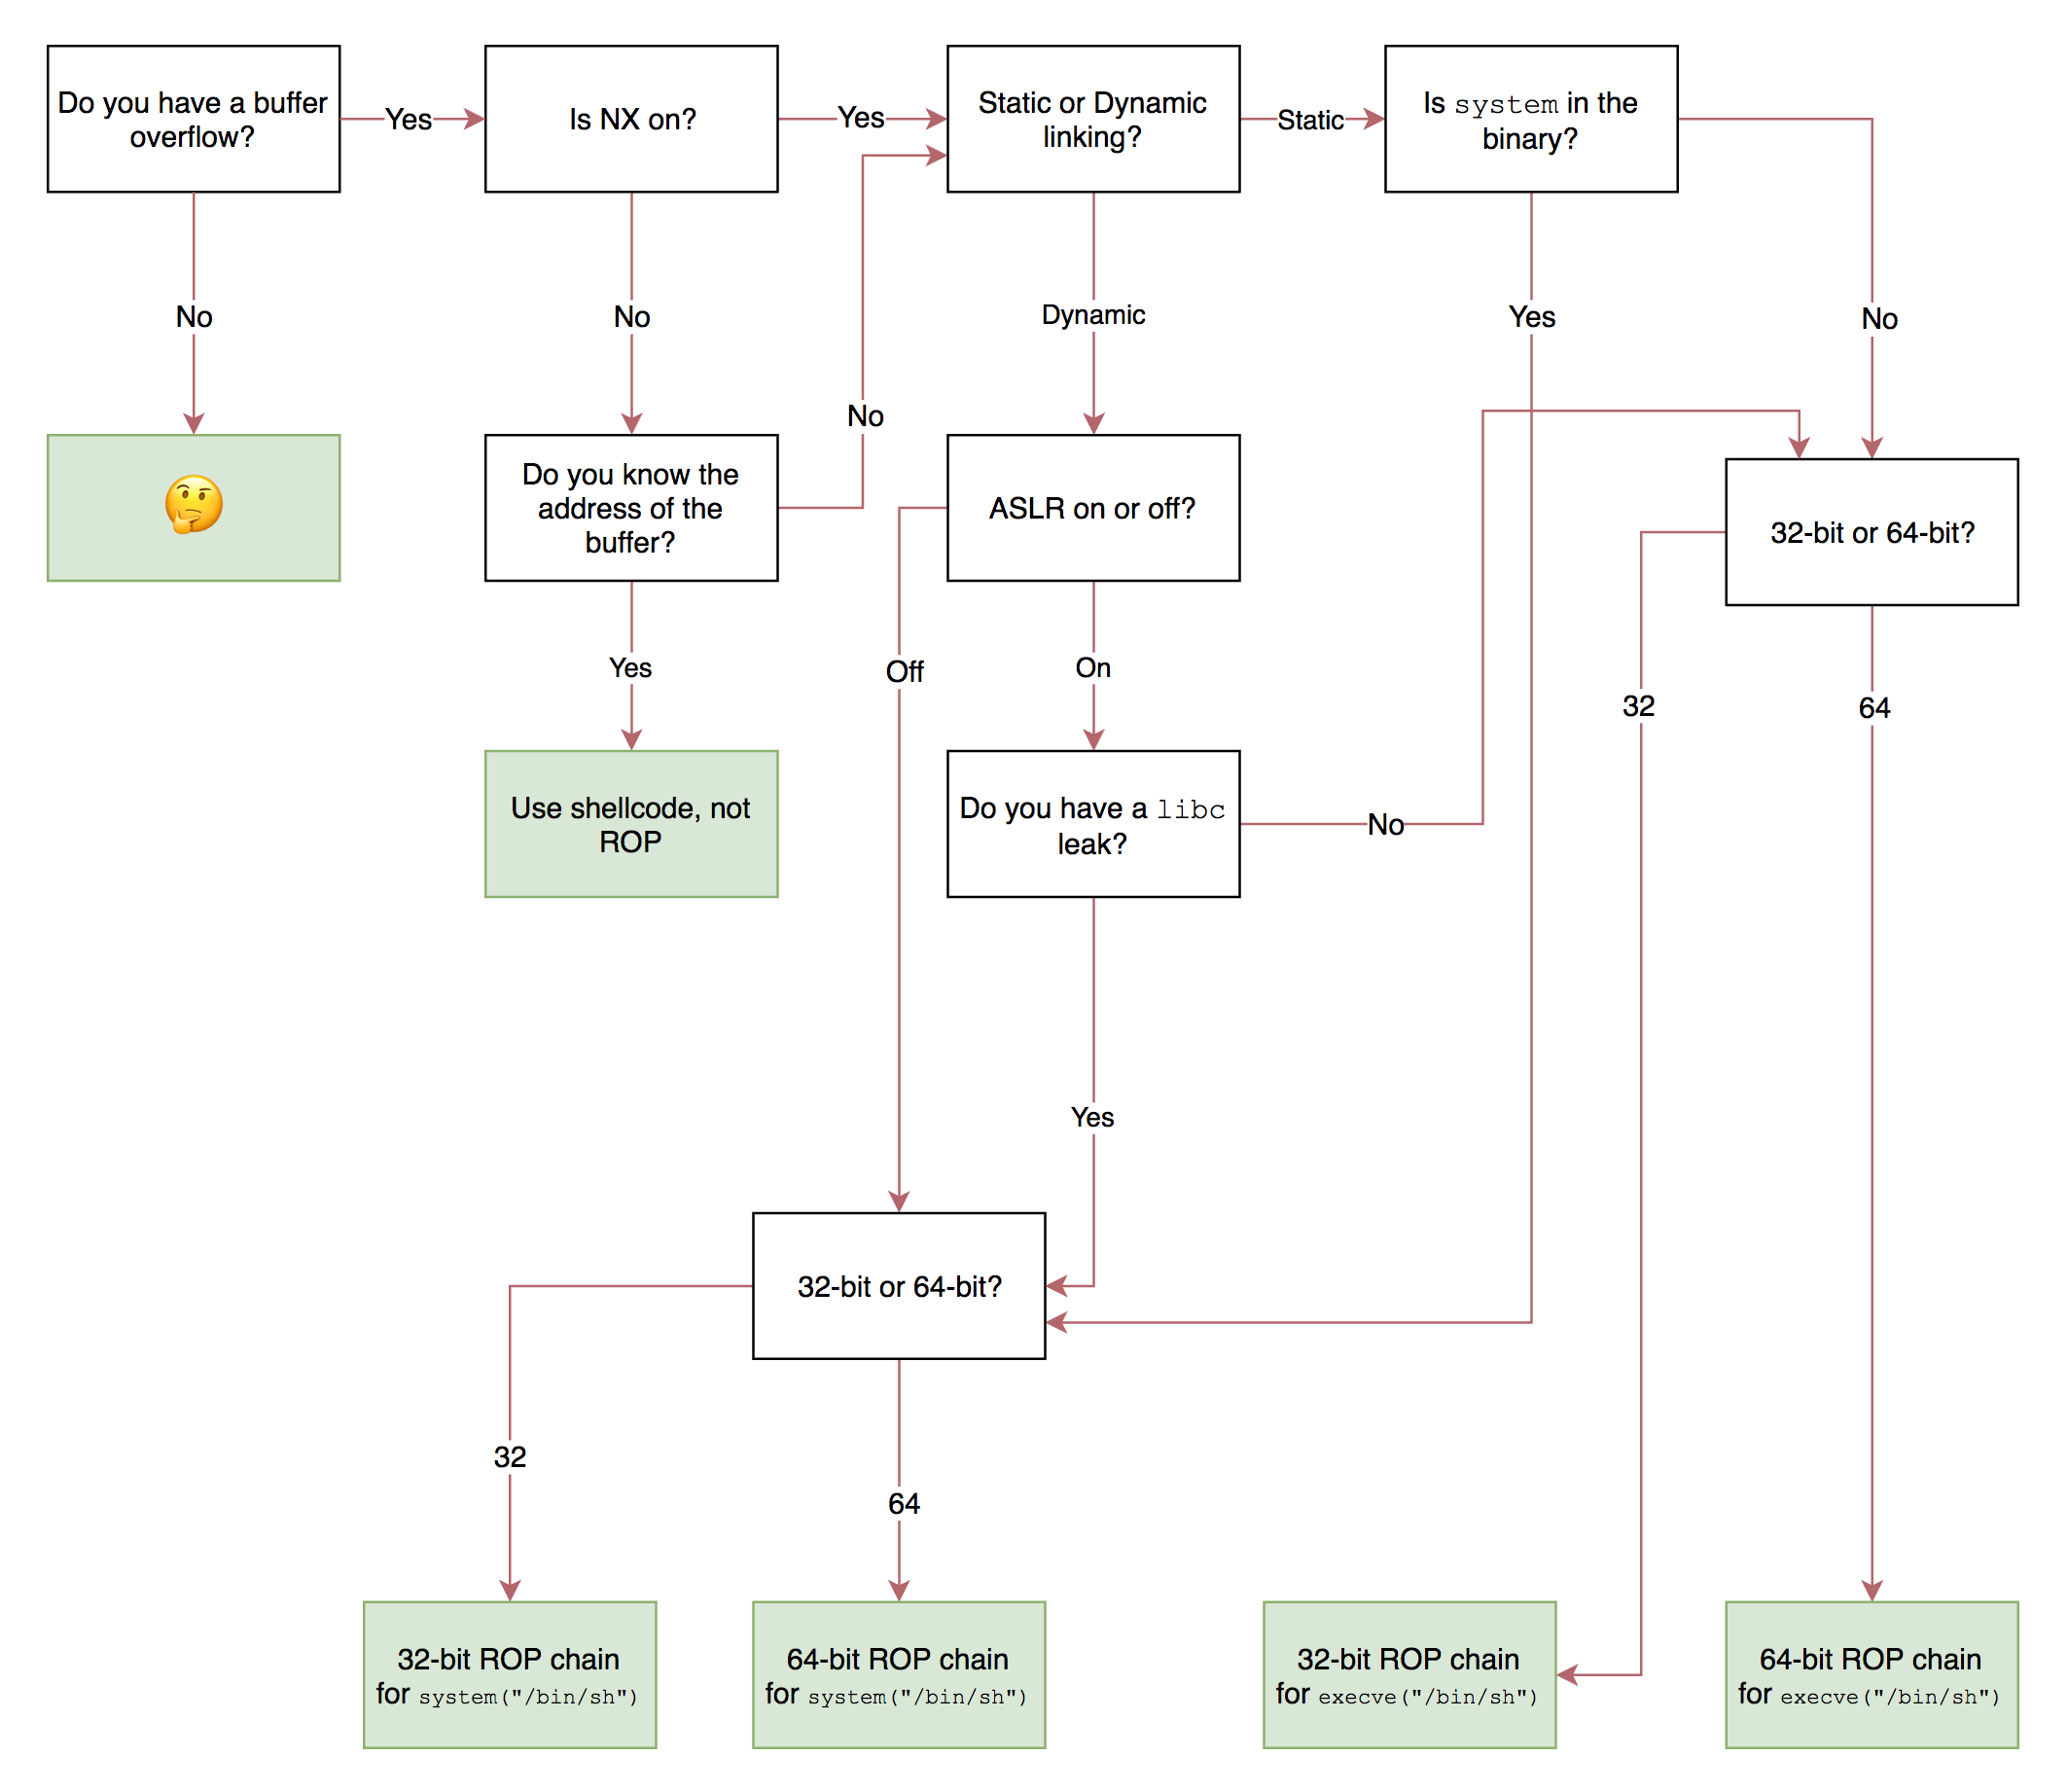 Do you have a buffer
overflow?
Yes
Is NX on?
Yes
Static or Dynamic
linking?
Static
Is system in the
binary?
No
No
Dynamic
Yes
No
No
Do you know the
address of the
buffer?
ASLR on or off?
32-bit or 64-bit?
Yes
Off
On
32
64
Use shellcode, not
ROP
Do you have a libc
leak?
No
Yes
32-bit or 64-bit?
32
64
32-bit ROP chain
for system("/bin/sh")
64-bit ROP chain
for system("/bin/sh")
32-bit ROP chain
for execve("/bin/sh")
64-bit ROP chain
for execve("/bin/sh")